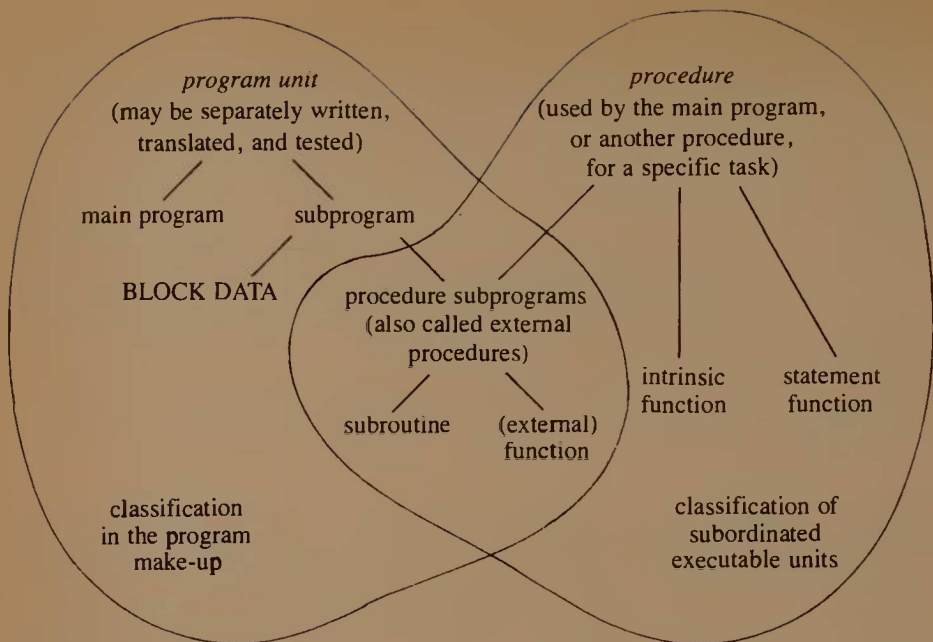 program unit
(may be separately written,
translated, and tested)
main program
subprogram
BLOCK DATA
procedure
(used by the main program,
or another procedure,
for a specific task)
procedure subprograms
(also called external
procedures)
subroutine
(external)
function
intrinsic
function
statement
function
classification
in the program
make-up
classification of
subordinated
executable units